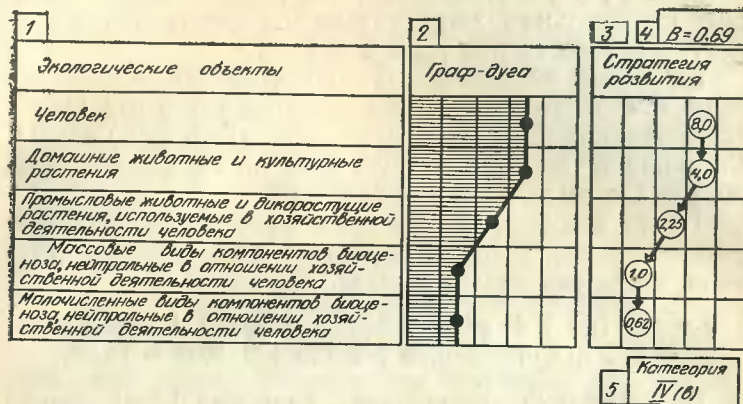 1
2
3 4 B=0.69
Экологические объекты
Граф-дуга
Стратегия
развития
Человек
Домашние животные и культурные
растения
Промысловые животные и дикорастущие
растения, используемые в хозяйственной
деятельности человека
Массовые виды компонентов биоце-
ноза, нейтральные в отношении хозяй-
ственной деятельности человека
Малочисленные виды компонентов биоце-
ноза, нейтральные в отношении хозяй-
ственной деятельности человека
8,0
4,0
2,25
1,0
0,62
5
Категория
IV (в)